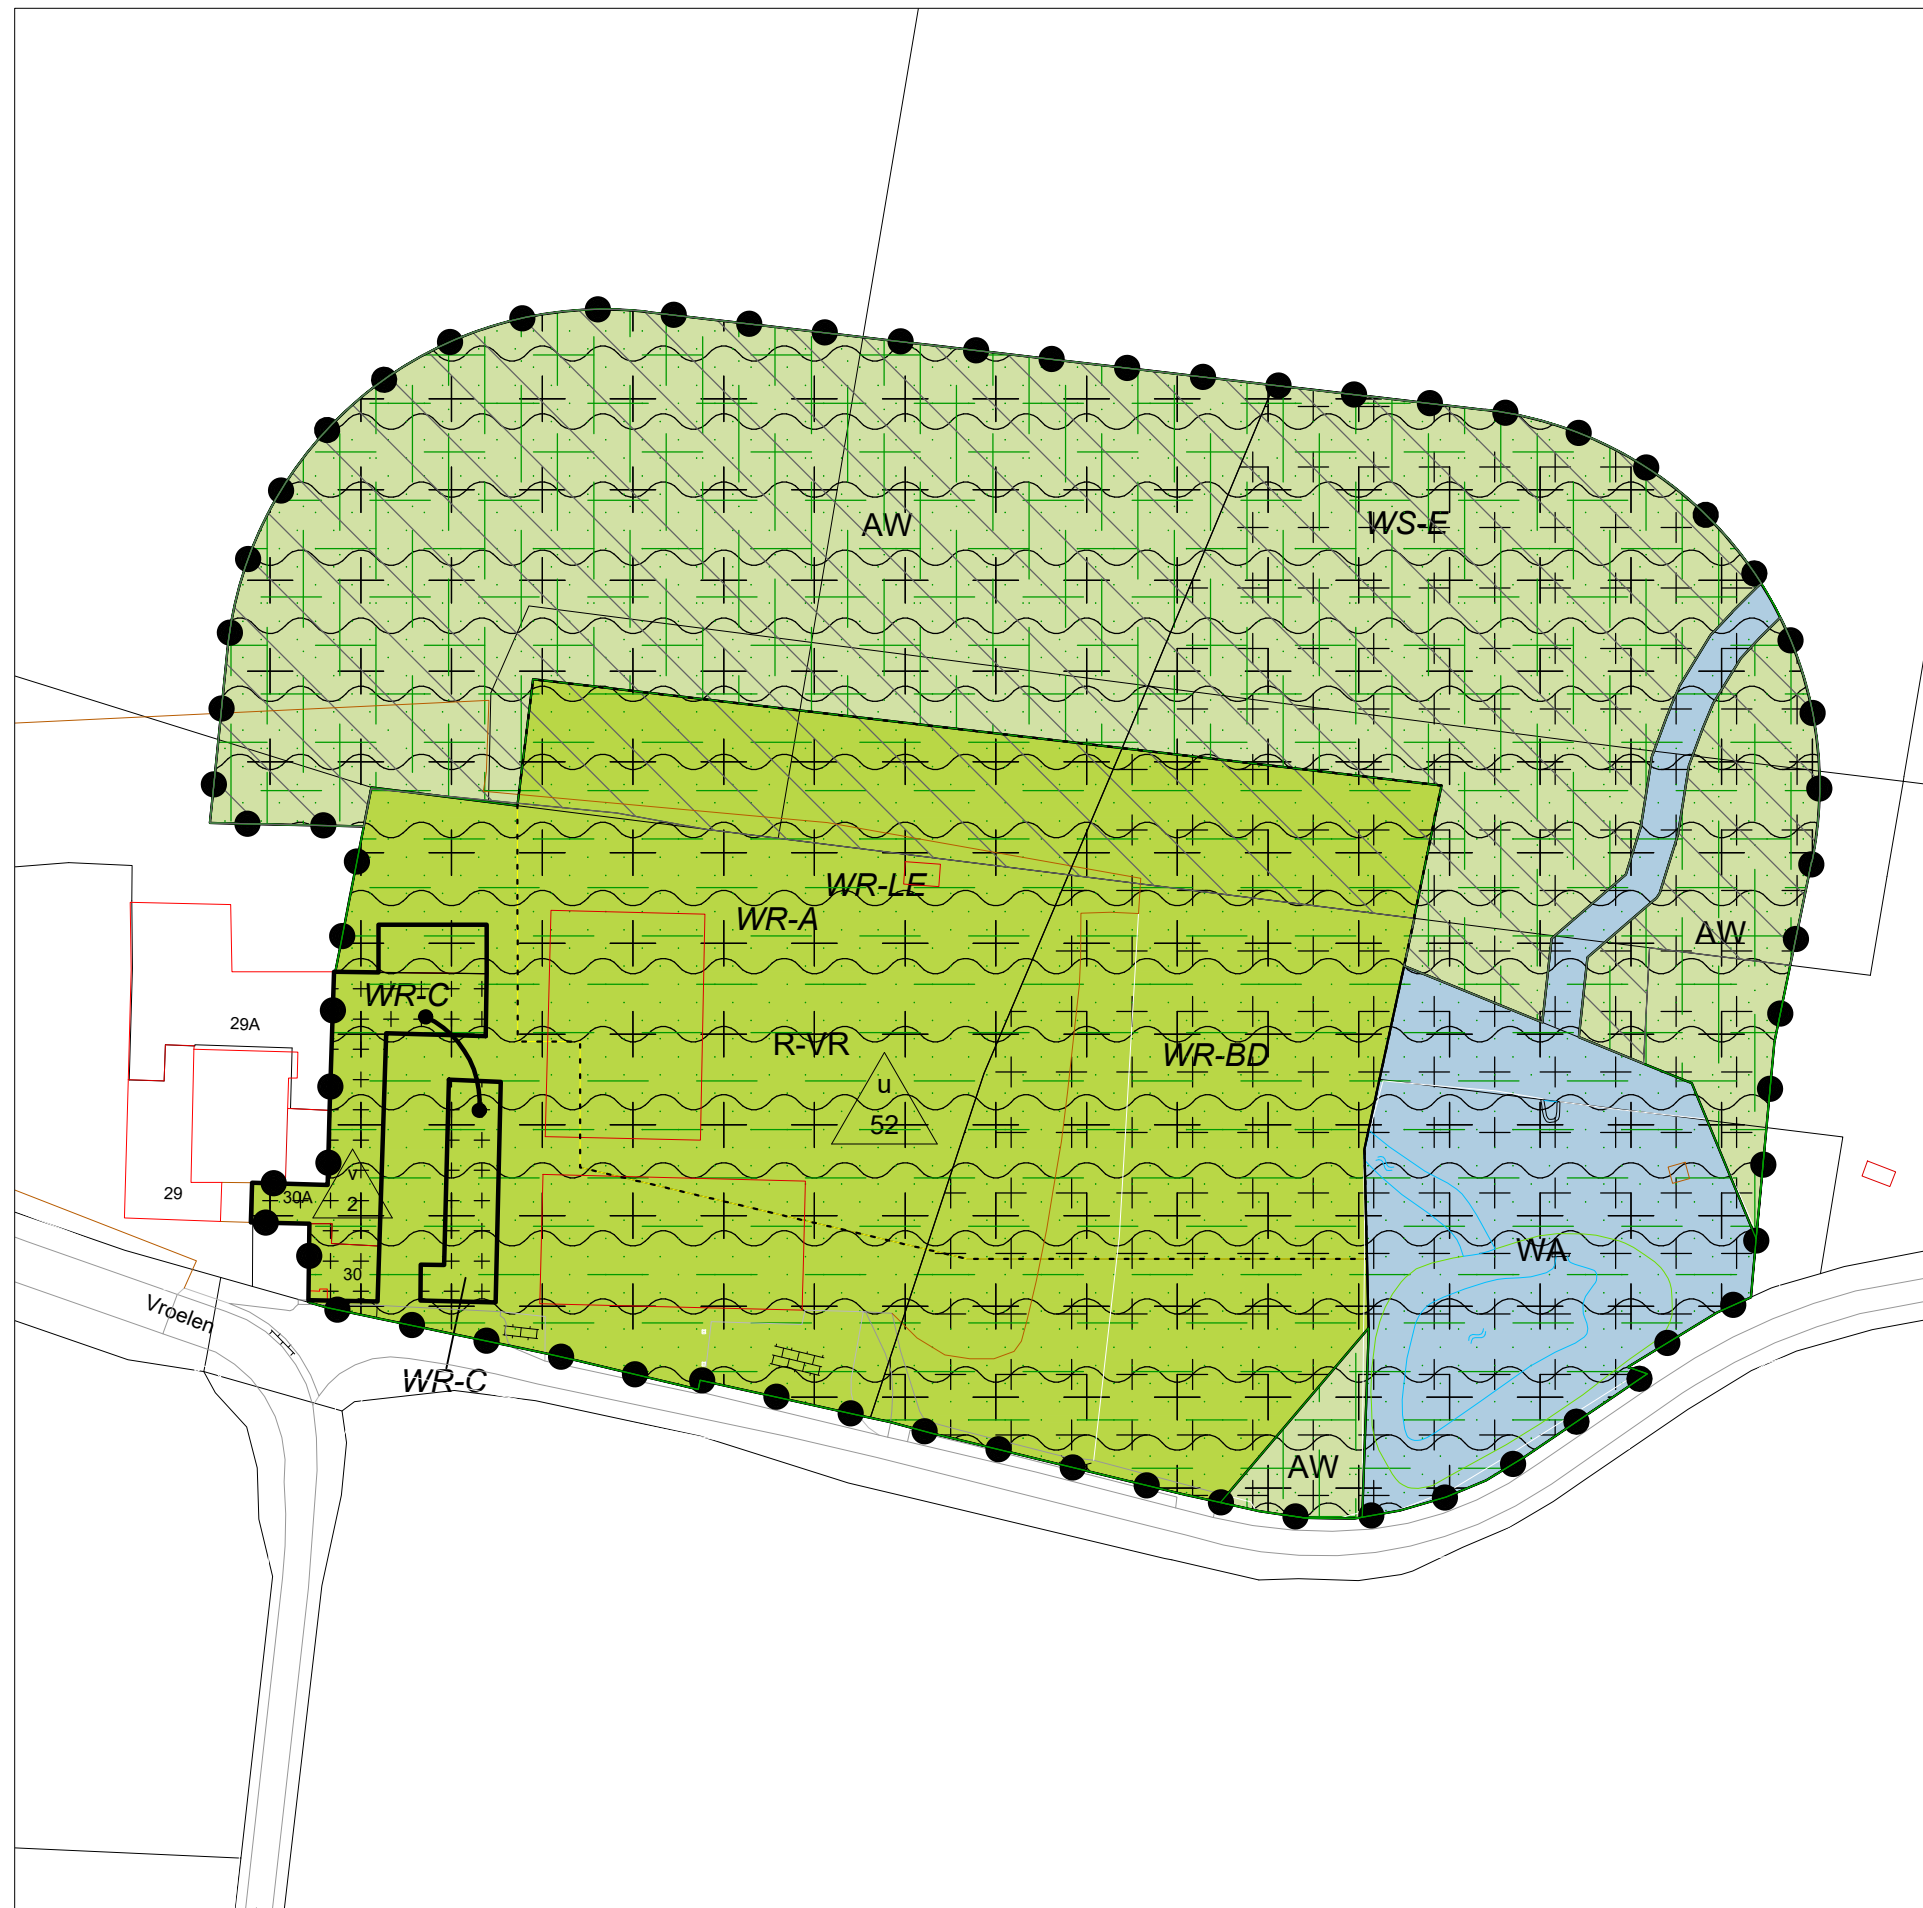 AW
WS-E
WR-LE
WR-A
AW
WR-C
29A
R-VR
WR-BD
u
52
v
2
29
30A
WA
30
Vroelen
WR-C
AW